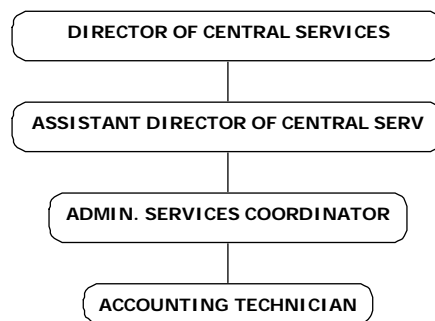 DIRECTOR OF CENTRAL SERVICES
ASSISTANT DIRECTOR OF CENTRAL SERV
ADMIN. SERVICES COORDINATOR
ACCOUNTING TECHNICIAN